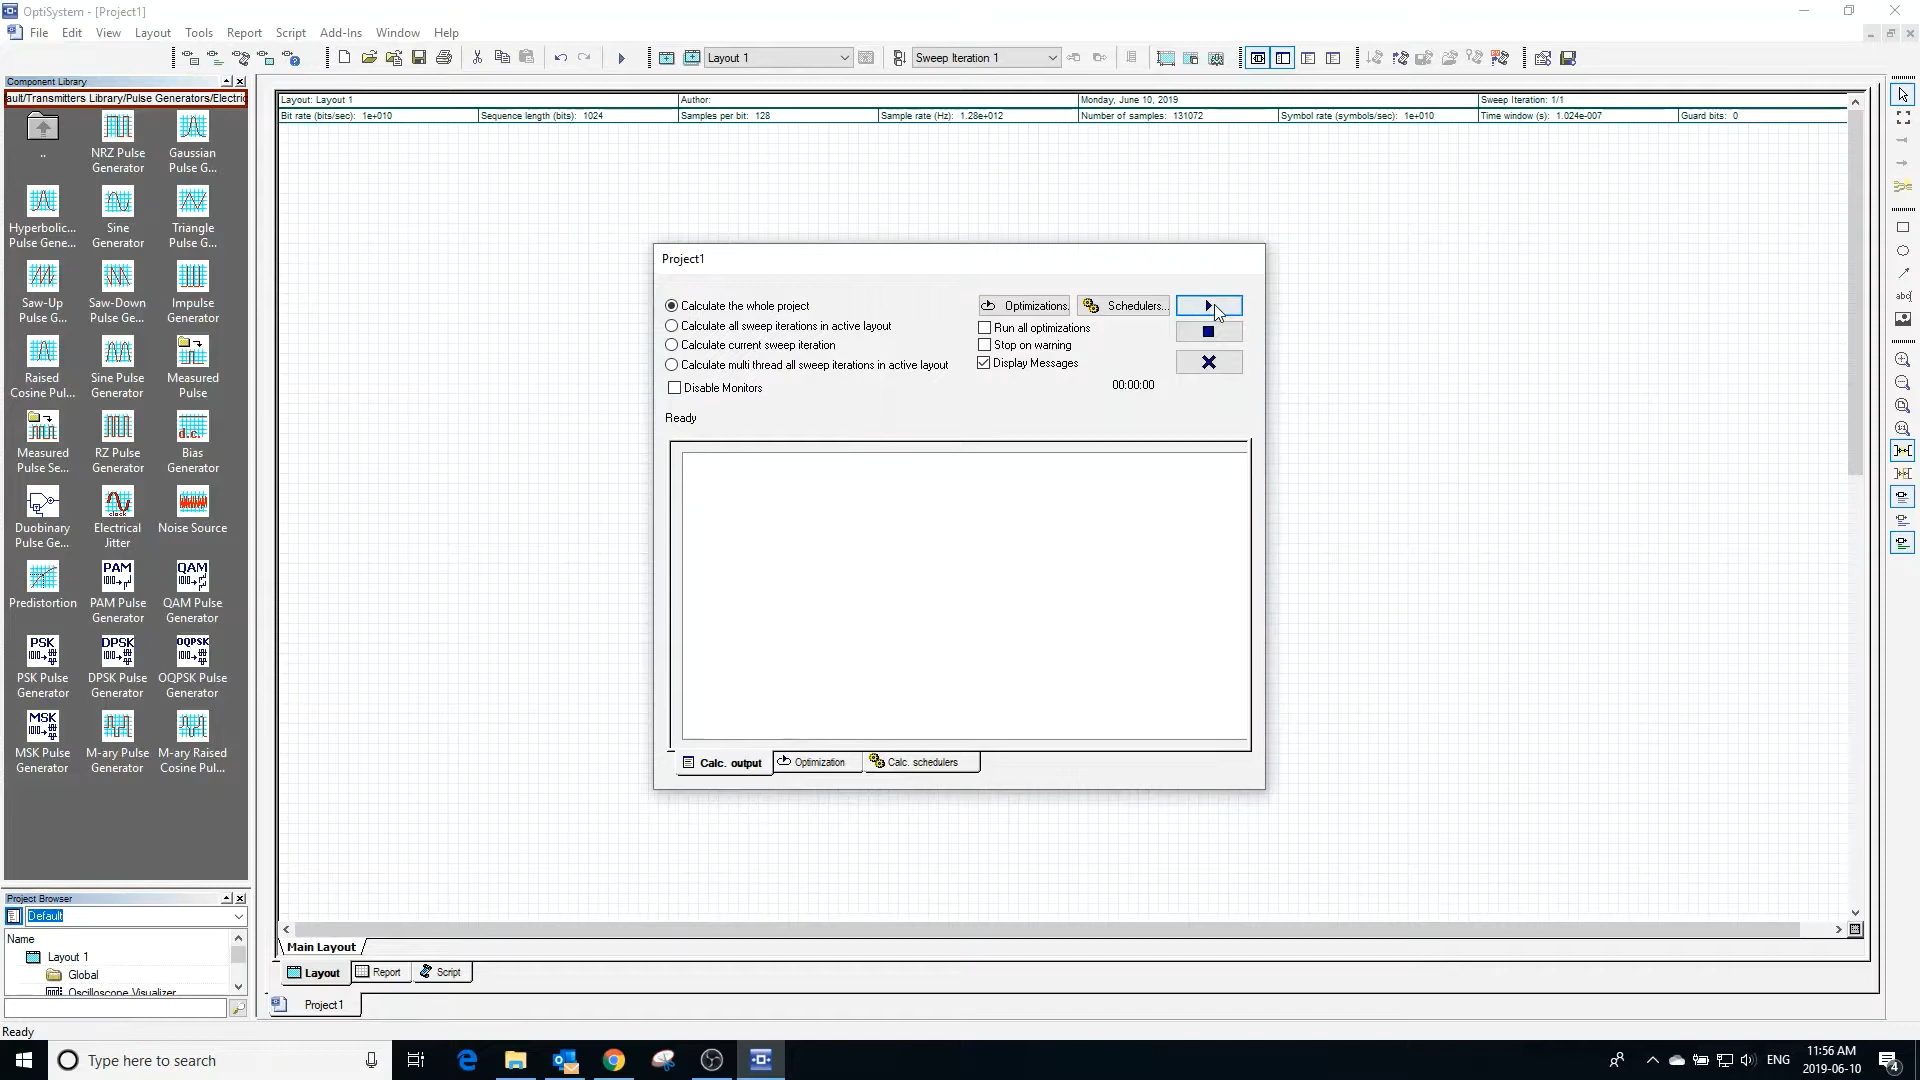 OptiSystem - [Project1]
File Edit View Layout Tools Report Script Add-Ins Window Help
Layout 1
Sweep Iteration 1
Component Library
ault/Transmitters Library/Pulse Generators/Electric
..
NRZ Pulse Generator
Gaussian Pulse G...
Hyperbolic... Pulse Gene...
Sine Generator
Triangle Pulse G...
Saw-Up Pulse G...
Saw-Down Pulse Ge...
Impulse Generator
Raised Cosine Pul...
Sine Pulse Generator
Measured Pulse
Measured Pulse Se...
RZ Pulse Generator
d.c.
Bias Generator
Duobinary Pulse Ge...
clock
Electrical Jitter
Noise Source
Predistortion
PAM
PAM Pulse Generator
QAM
QAM Pulse Generator
PSK
PSK Pulse Generator
DPSK
DPSK Pulse Generator
OQPSK
OQPSK Pulse Generator
MSK
MSK Pulse Generator
M-ary Pulse Generator
M-ary Raised Cosine Pul...
Layout: Layout 1
Author:
Monday, June 10, 2019
Sweep Iteration: 1/1
Bit rate (bits/sec): 1e+010
Sequence length (bits): 1024
Samples per bit: 128
Sample rate (Hz): 1.28e+012
Number of samples: 131072
Symbol rate (symbols/sec): 1e+010
Time window (s): 1.024e-007
Guard bits: 0
Project1
Calculate the whole project
Calculate all sweep iterations in active layout
Calculate current sweep iteration
Calculate multi thread all sweep iterations in active layout
Disable Monitors
Optimizations.
Schedulers...
Run all optimizations
Stop on warning
Display Messages
00:00:00
Ready
Calc. output
Optimization
Calc. schedulers
Project Browser
Default
Name
Layout 1
Global
Oscilloscope Visualizer
Main Layout
Layout
Report
Script
Project1
Ready
Type here to search
ENG
11:56 AM
2019-06-10
4